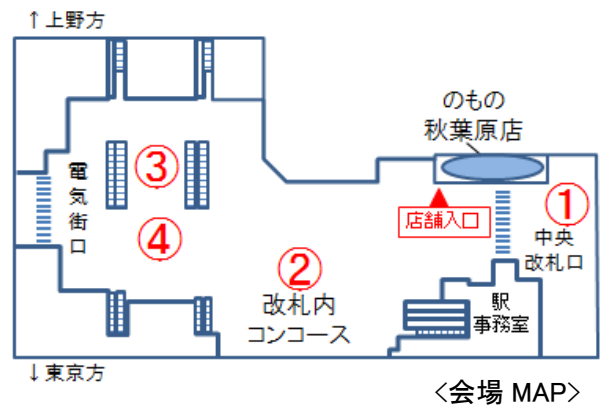 ↑上野方
のもの
秋葉原店
③
電気街口
①
店舗入口
④
中央
改札口
②
改札内
コンコース
駅
事務室
↓東京方
<会場 MAP>